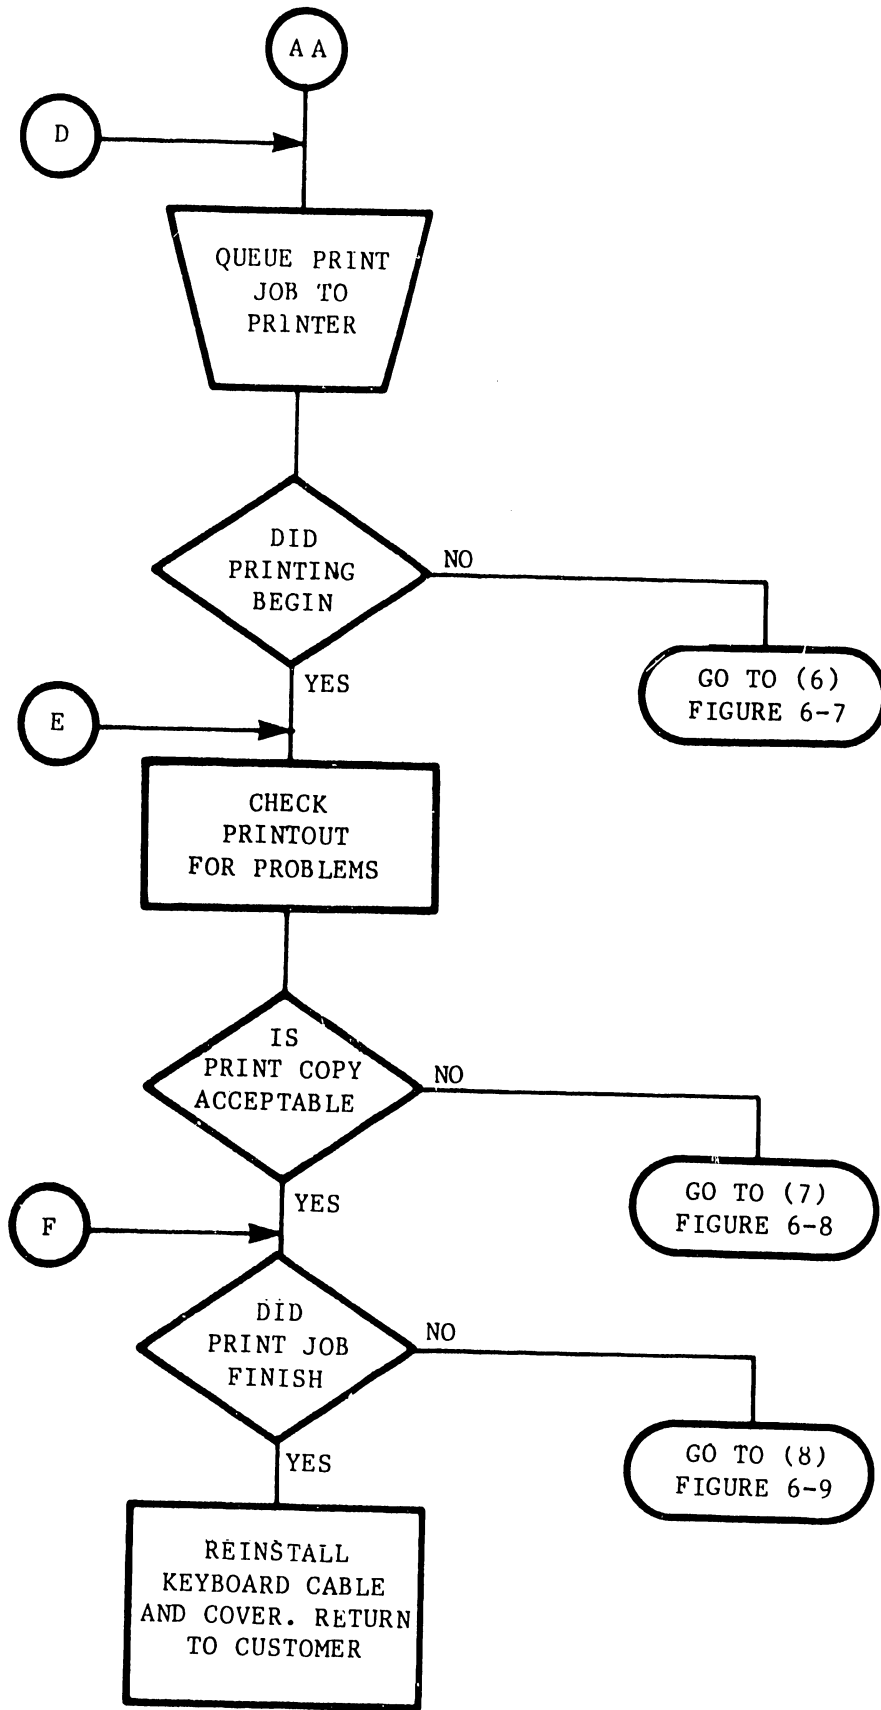 A A
D
QUEUE PRINT
JOB TO
PRINTER
DID
PRINTING
BEGIN
NO
GO TO (6)
FIGURE 6-7
YES
E
CHECK
PRINTOUT
FOR PROBLEMS
IS
PRINT COPY
ACCEPTABLE
NO
GO TO (7)
FIGURE 6-8
YES
F
DID
PRINT JOB
FINISH
NO
GO TO (8)
FIGURE 6-9
YES
REINSTALL
KEYBOARD CABLE
AND COVER. RETURN
TO CUSTOMER